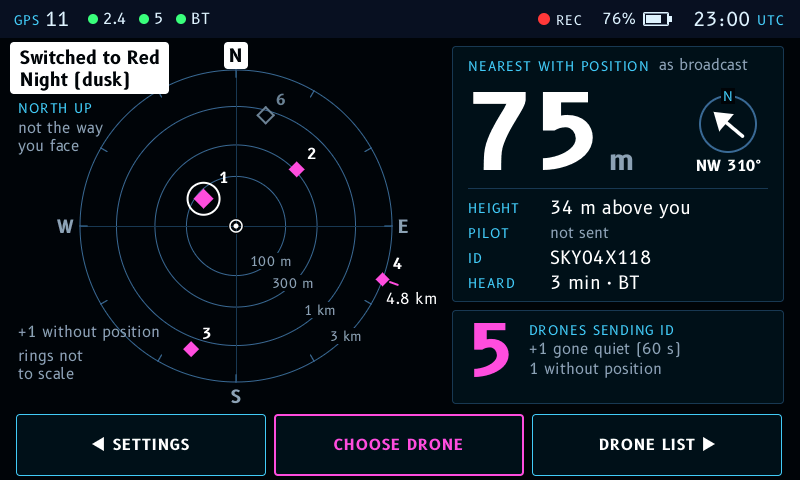 GPS 11 2.4 5 BT REC 76% 23:00 UTC
Switched to Red
Night (dusk)
N
NORTH UP
not the way
you face
6
2
1
W
E
100 m
300 m
1 km
3 km
4
4.8 km
+1 without position
3
rings not
to scale
S
NEAREST WITH POSITION as broadcast
75 m
N
NW 310°
HEIGHT 34 m above you
PILOT not sent
ID SKY04X118
HEARD 3 min · BT
5
DRONES SENDING ID
+1 gone quiet (60 s)
1 without position
◀ SETTINGS
CHOOSE DRONE
DRONE LIST ▶